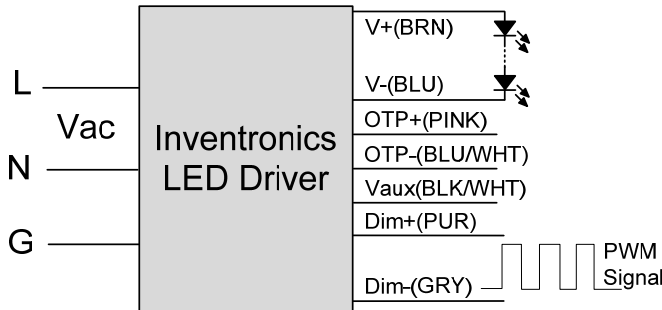 L
Vac
N
G
Inventronics
LED Driver
V+(BRN)
V-(BLU)
OTP+(PINK)
OTP-(BLU/WHT)
Vaux(BLK/WHT)
Dim+(PUR)
Dim-(GRY)
PWM
Signal